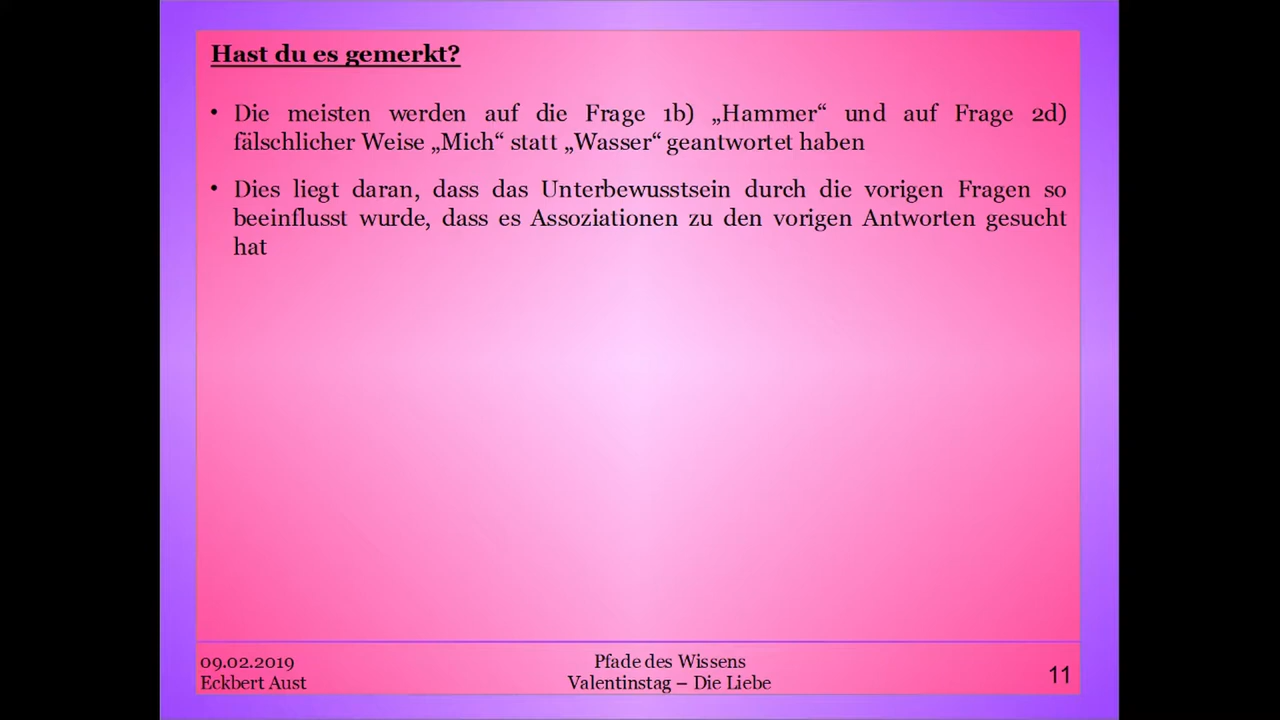 Hast du es gemerkt?
• Die meisten werden auf die Frage 1b) „Hammer“ und auf Frage 2d)
fälschlicher Weise „Mich“ statt „Wasser“ geantwortet haben
• Dies liegt daran, dass das Unterbewusstsein durch die vorigen Fragen so
beeinflusst wurde, dass es Assoziationen zu den vorigen Antworten gesucht
hat
09.02.2019
Eckbert Aust
Pfade des Wissens
Valentinstag – Die Liebe
11